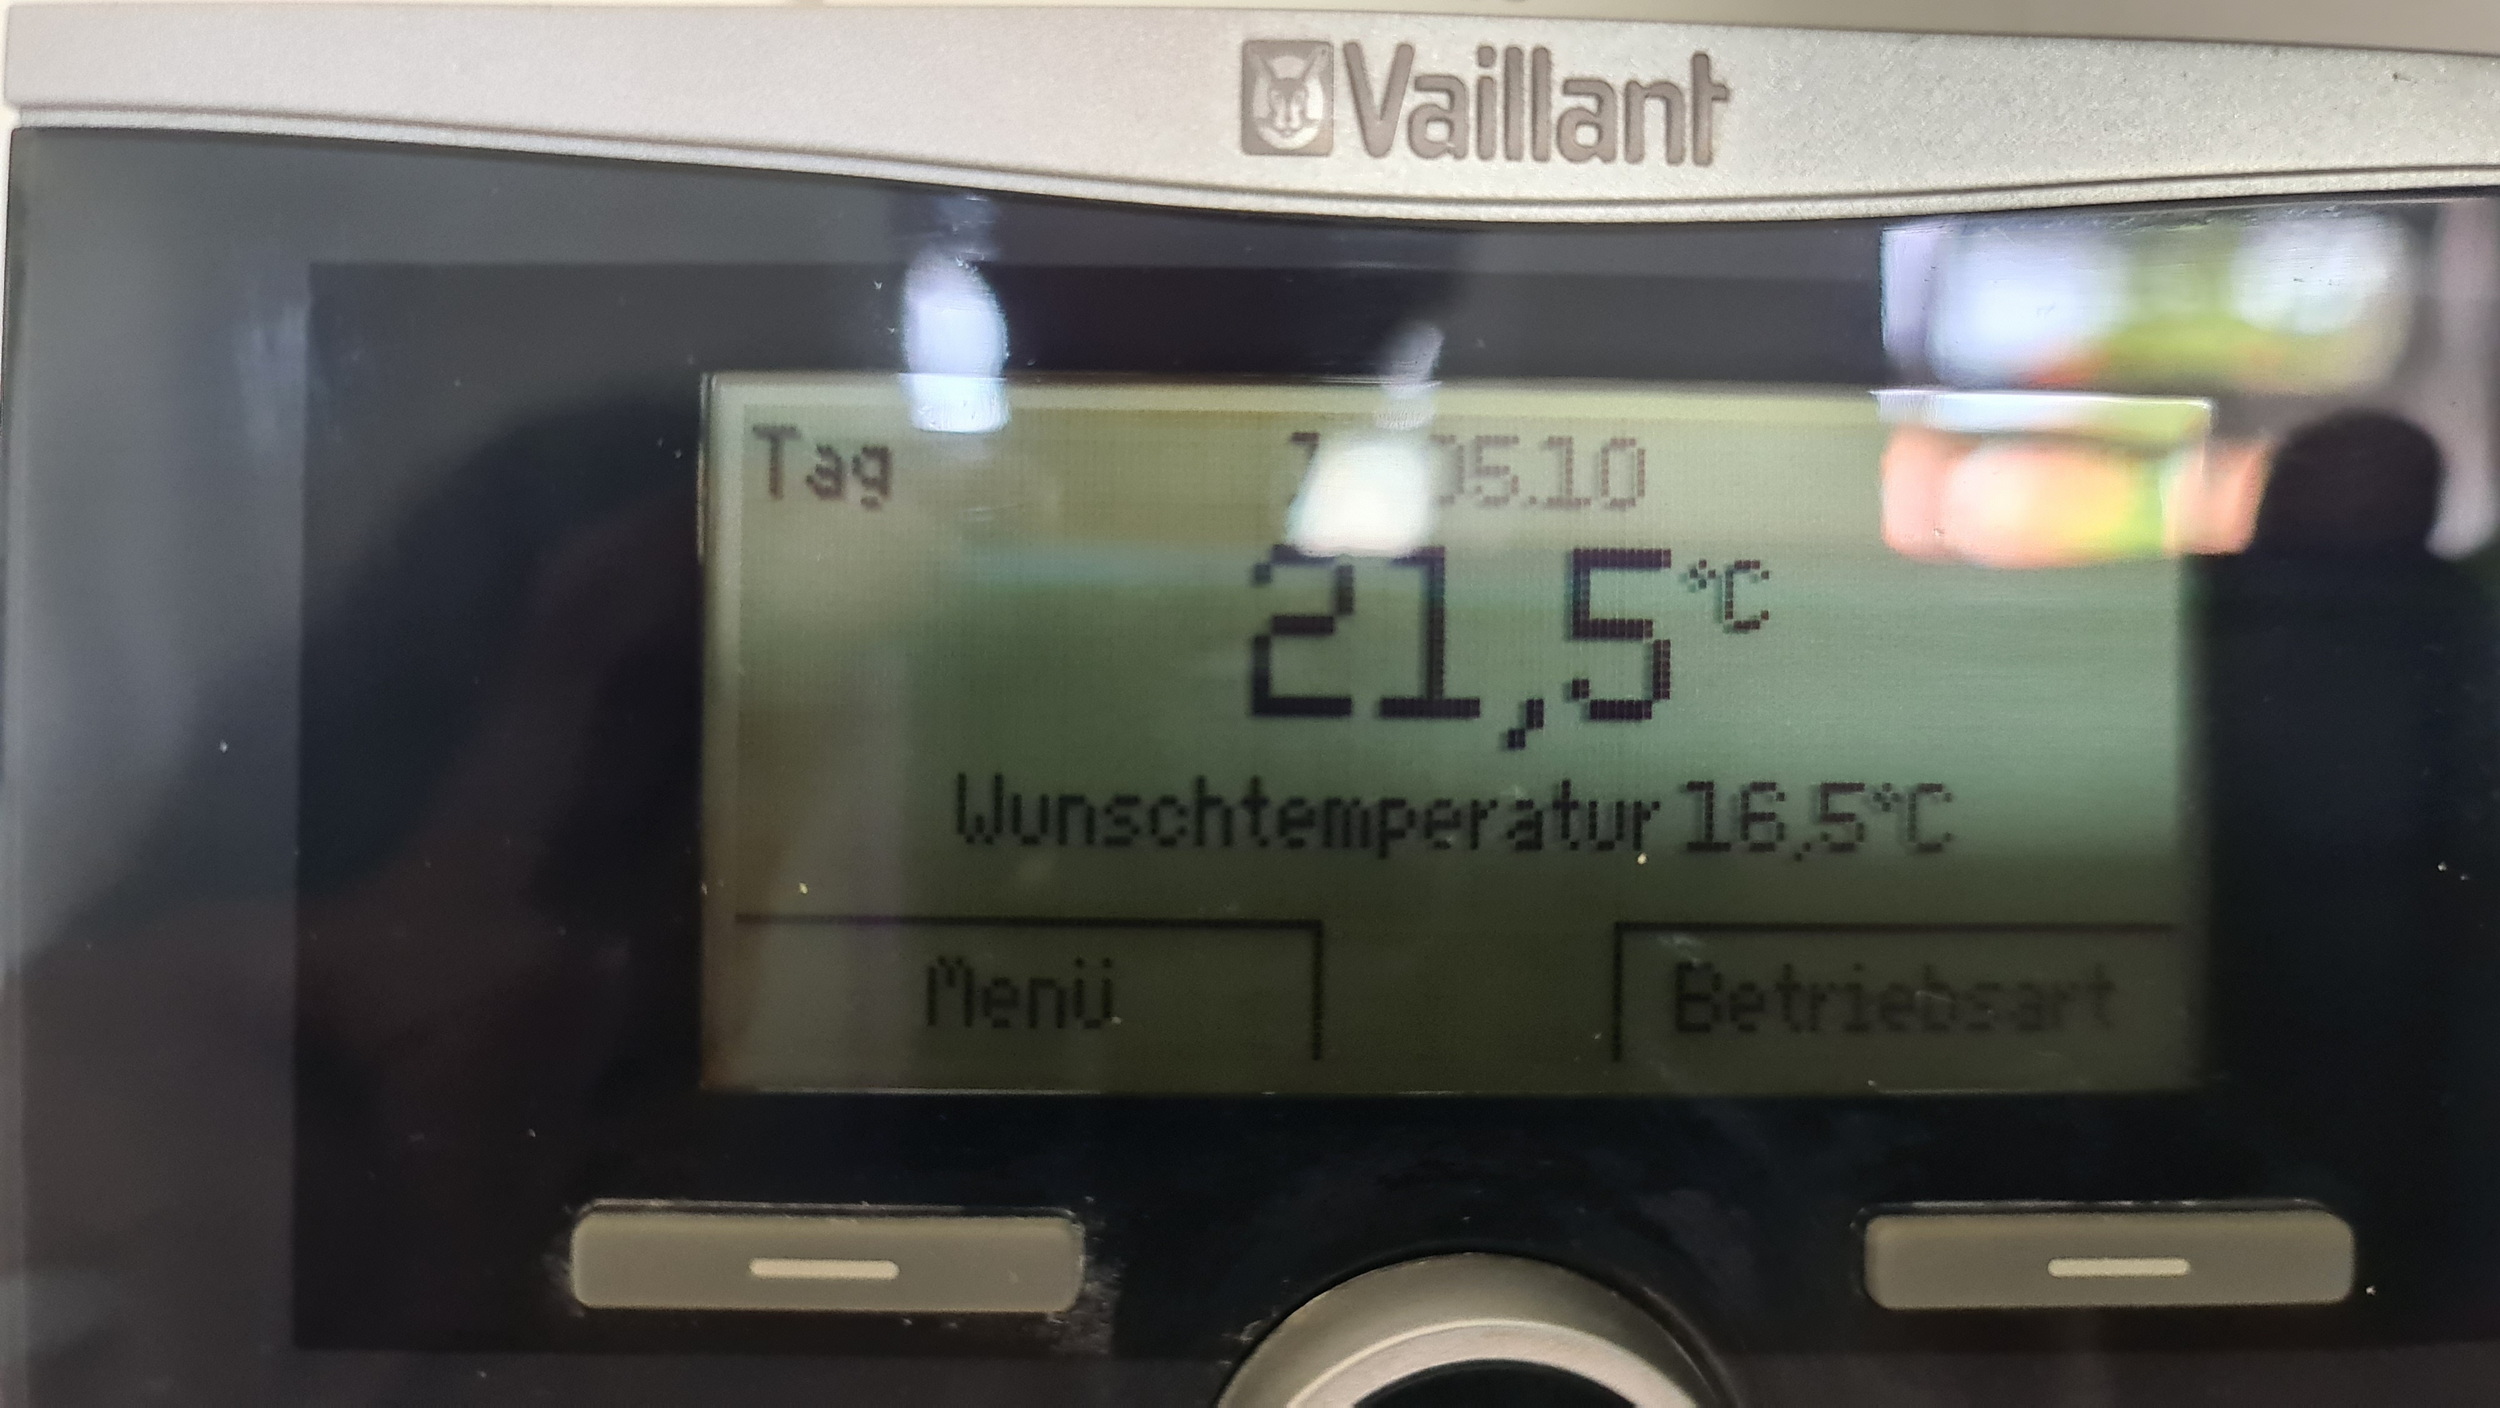 Vaillant
Tag
21,5 °C
Wunschtemperatur 16,5°C
Menü
Betriebsart